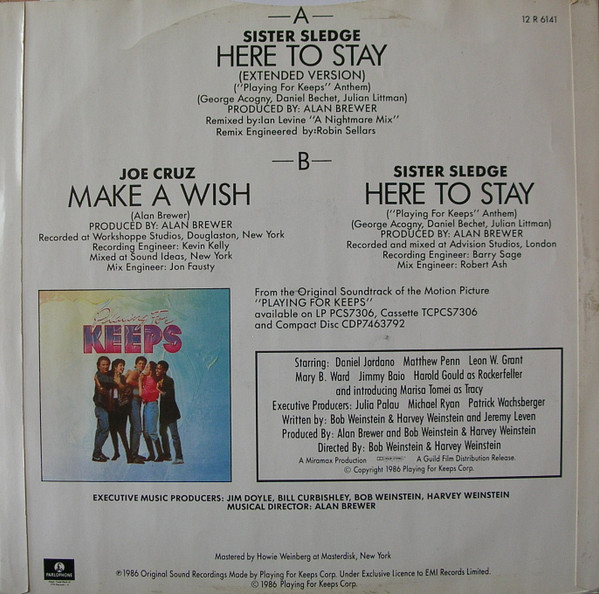 —A—
12 R 6141
SISTER SLEDGE
HERE TO STAY
(EXTENDED VERSION)
("Playing For Keeps" Anthem)
(George Acogny, Daniel Bechet, Julian Littman)
PRODUCED BY: ALAN BREWER
Remixed by:Ian Levine "A Nightmare Mix"
Remix Engineered by:Robin Sellars
—B—
JOE CRUZ
MAKE A WISH
(Alan Brewer)
PRODUCED BY: ALAN BREWER
Recorded at Workshoppe Studios, Douglaston, New York
Recording Engineer: Kevin Kelly
Mixed at Sound Ideas, New York
Mix Engineer: Jon Fausty
SISTER SLEDGE
HERE TO STAY
("Playing For Keeps" Anthem)
(George Acogny, Daniel Bechet, Julian Littman)
PRODUCED BY: ALAN BREWER
Recorded and mixed at Advision Studios, London
Recording Engineer: Barry Sage
Mix Engineer: Robert Ash
Playing For
KEEPS
From the Original Soundtrack of the Motion Picture
"PLAYING FOR KEEPS"
available on LP PCS7306, Cassette TCPCS7306
and Compact Disc CDP7463792
Starring: Daniel Jordano Matthew Penn Leon W. Grant
Mary B. Ward Jimmy Baio Harold Gould as Rockerfeller
and introducing Marisa Tomei as Tracy
Executive Producers: Julia Palau Michael Ryan Patrick Wachsberger
Written by: Bob Weinstein & Harvey Weinstein and Jeremy Leven
Produced By: Alan Brewer and Bob Weinstein & Harvey Weinstein
Directed By: Bob Weinstein & Harvey Weinstein
A Miramax Production A Guild Film Distribution Release.
© Copyright 1986 Playing For Keeps Corp.
EXECUTIVE MUSIC PRODUCERS: JIM DOYLE, BILL CURBISHLEY, BOB WEINSTEIN, HARVEY WEINSTEIN
MUSICAL DIRECTOR: ALAN BREWER
Mastered by Howie Weinberg at Masterdisk, New York
PARLOPHONE
℗1986 Original Sound Recordings Made by Playing For Keeps Corp. Under Exclusive Licence to EMI Records Limited.
© 1986 Playing For Keeps Corp.